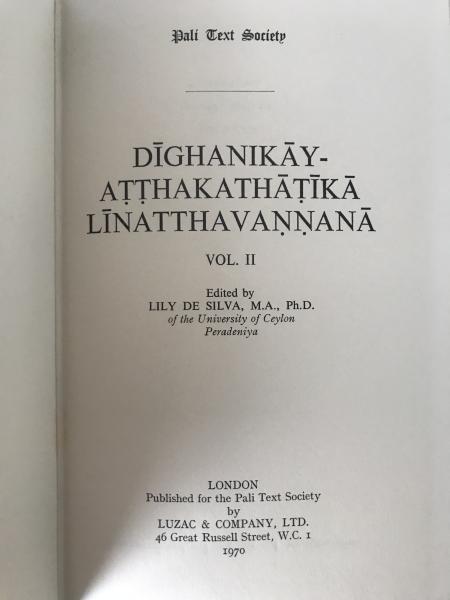 Pali Text Society
DĪGHANIKĀY-
AṬṬHAKATHĀṬĪKĀ
LĪNATTHAVAṆṆANĀ
VOL. II
Edited by
LILY DE SILVA, M.A., Ph.D.
of the University of Ceylon
Peradeniya
LONDON
Published for the Pali Text Society
by
LUZAC & COMPANY, LTD.
46 Great Russell Street, W.C. 1
1970